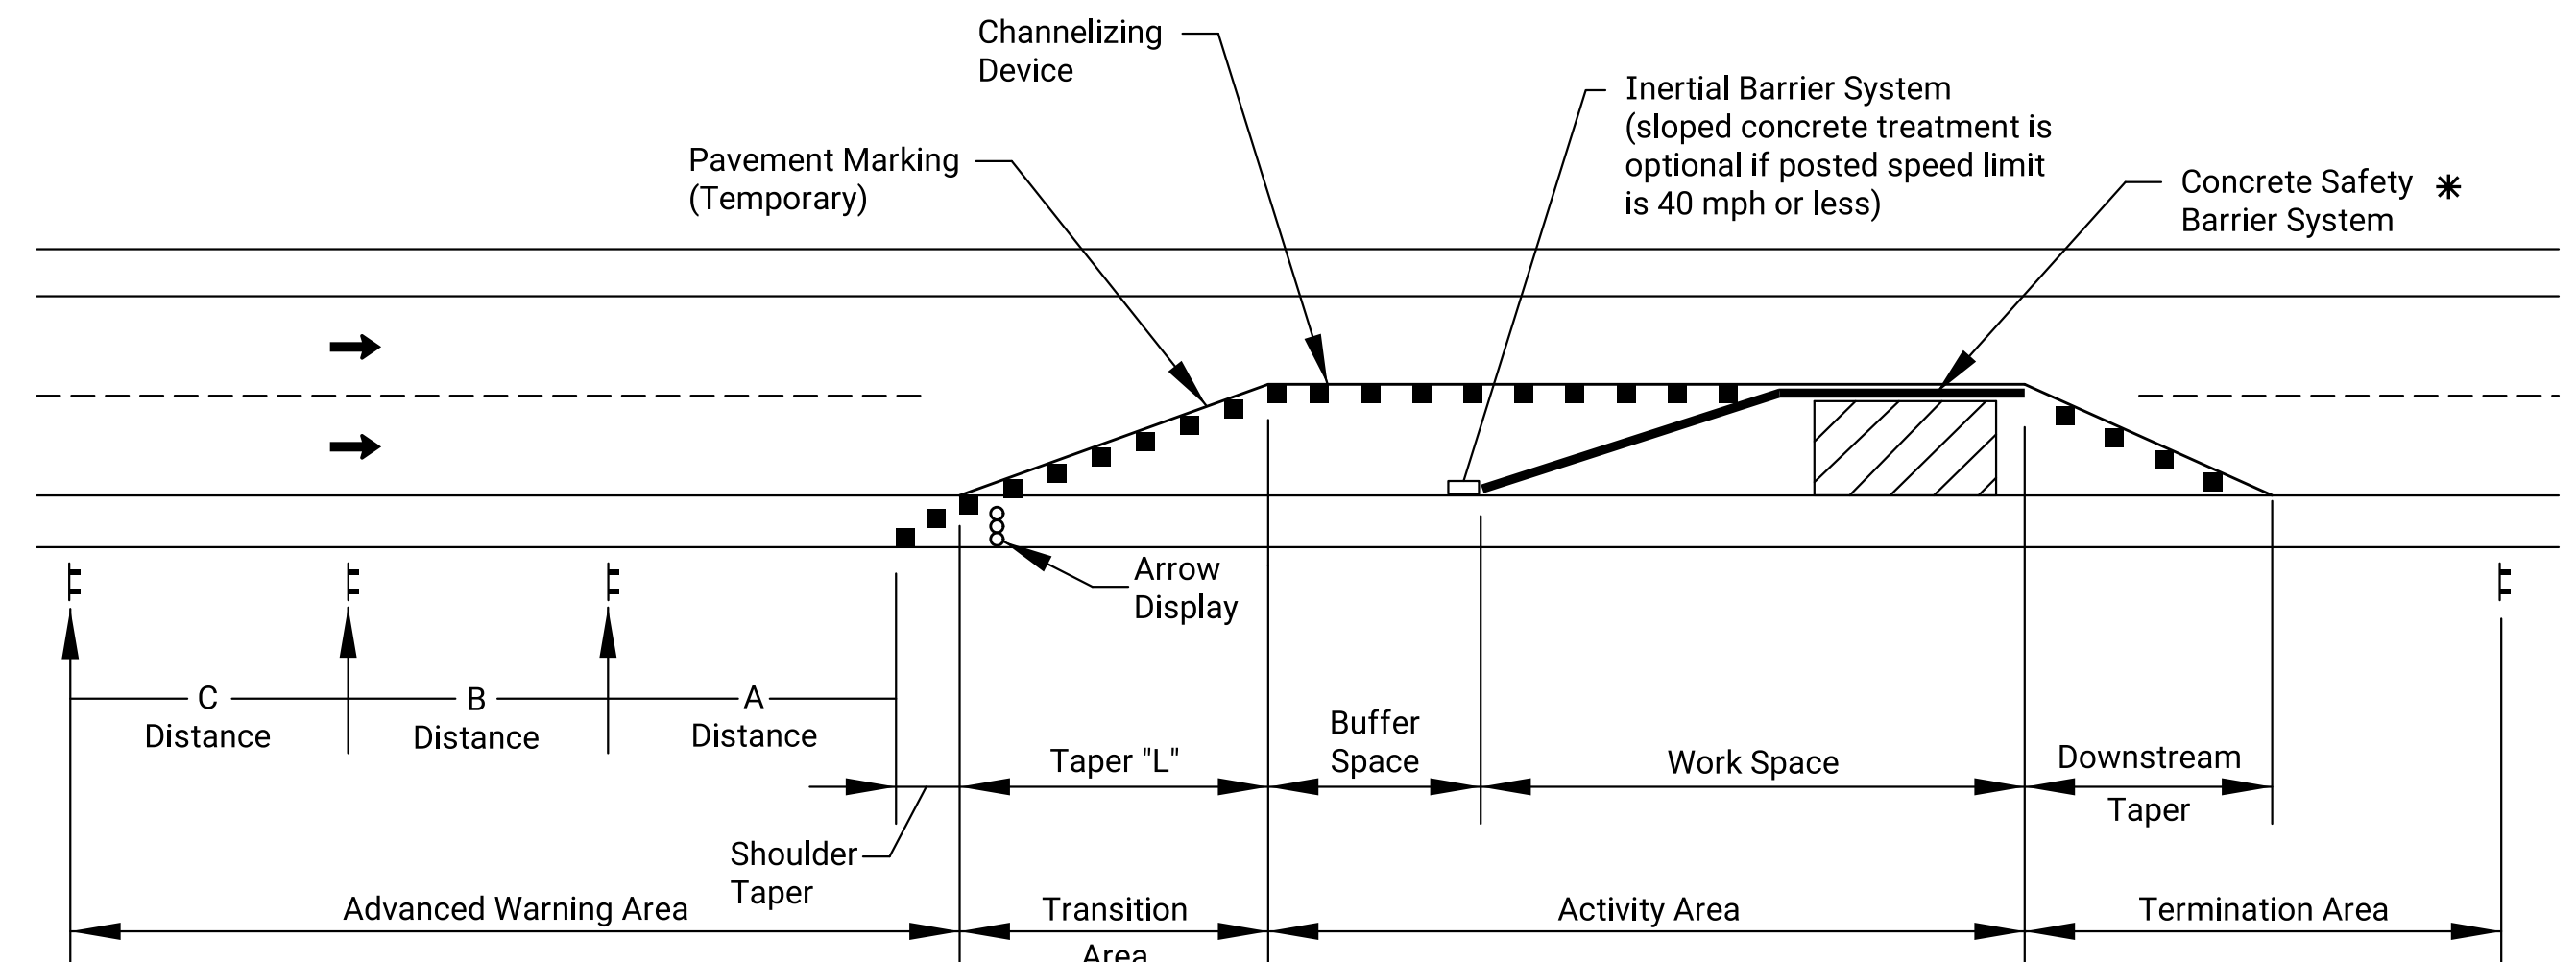 Channelizing
Device
Inertial Barrier System
(sloped concrete treatment is
optional if posted speed limit
is 40 mph or less)
Pavement Marking
(Temporary)
Concrete Safety *
Barrier System
Arrow
Display
C
Distance
B
Distance
A
Distance
Taper "L"
Buffer
Space
Work Space
Downstream
Taper
Shoulder
Taper
Advanced Warning Area
Transition
Area
Activity Area
Termination Area